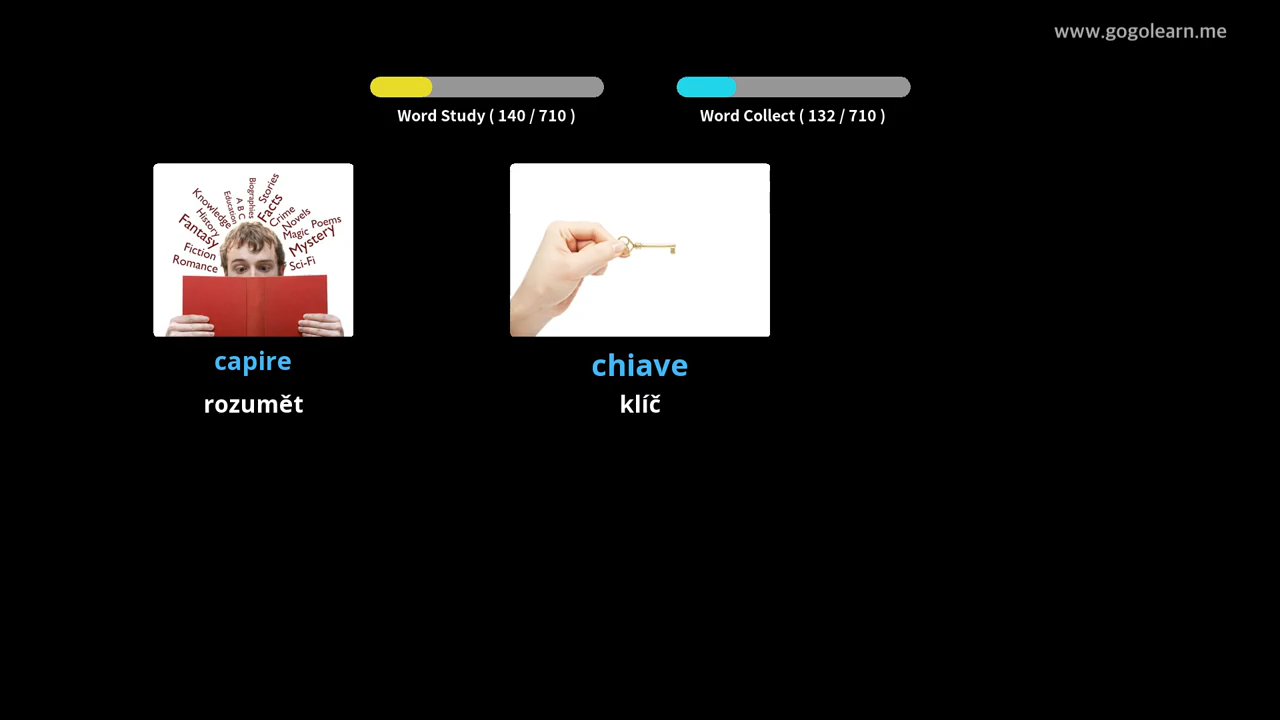 www.gogolearn.me
Word Study ( 140 / 710 )
Word Collect ( 132 / 710 )
Knowledge
History
Fantasy
Fiction
Romance
Education
A B C
Biographies
Stories
Facts
Crime
Novels
Magic
Poems
Mystery
Sci-Fi
capire
rozumět
chiave
klíč